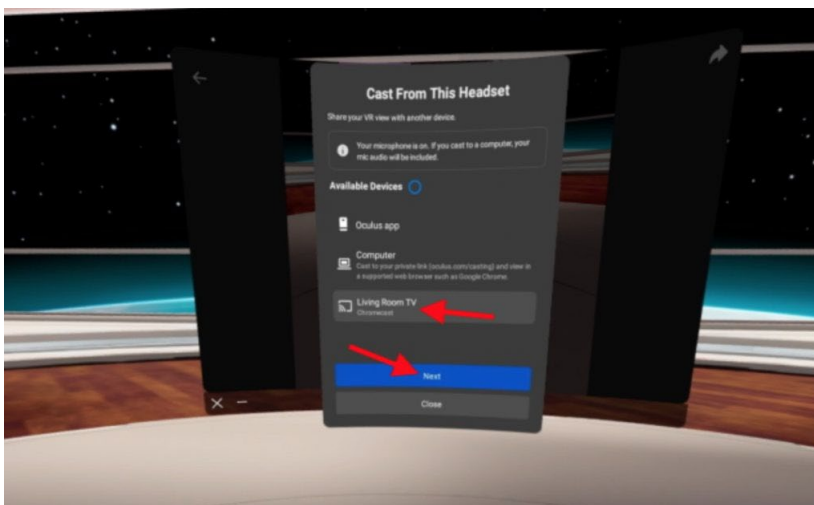 Cast From This Headset
Share your VR view with another device.
Your microphone is on. If you cast to a computer, your
mic audio will be included.
Available Devices
Oculus app
Computer
Cast to your private link (oculus.com/casting) and view in
a supported web browser such as Google Chrome.
Living Room TV
Chromecast
Next
Close